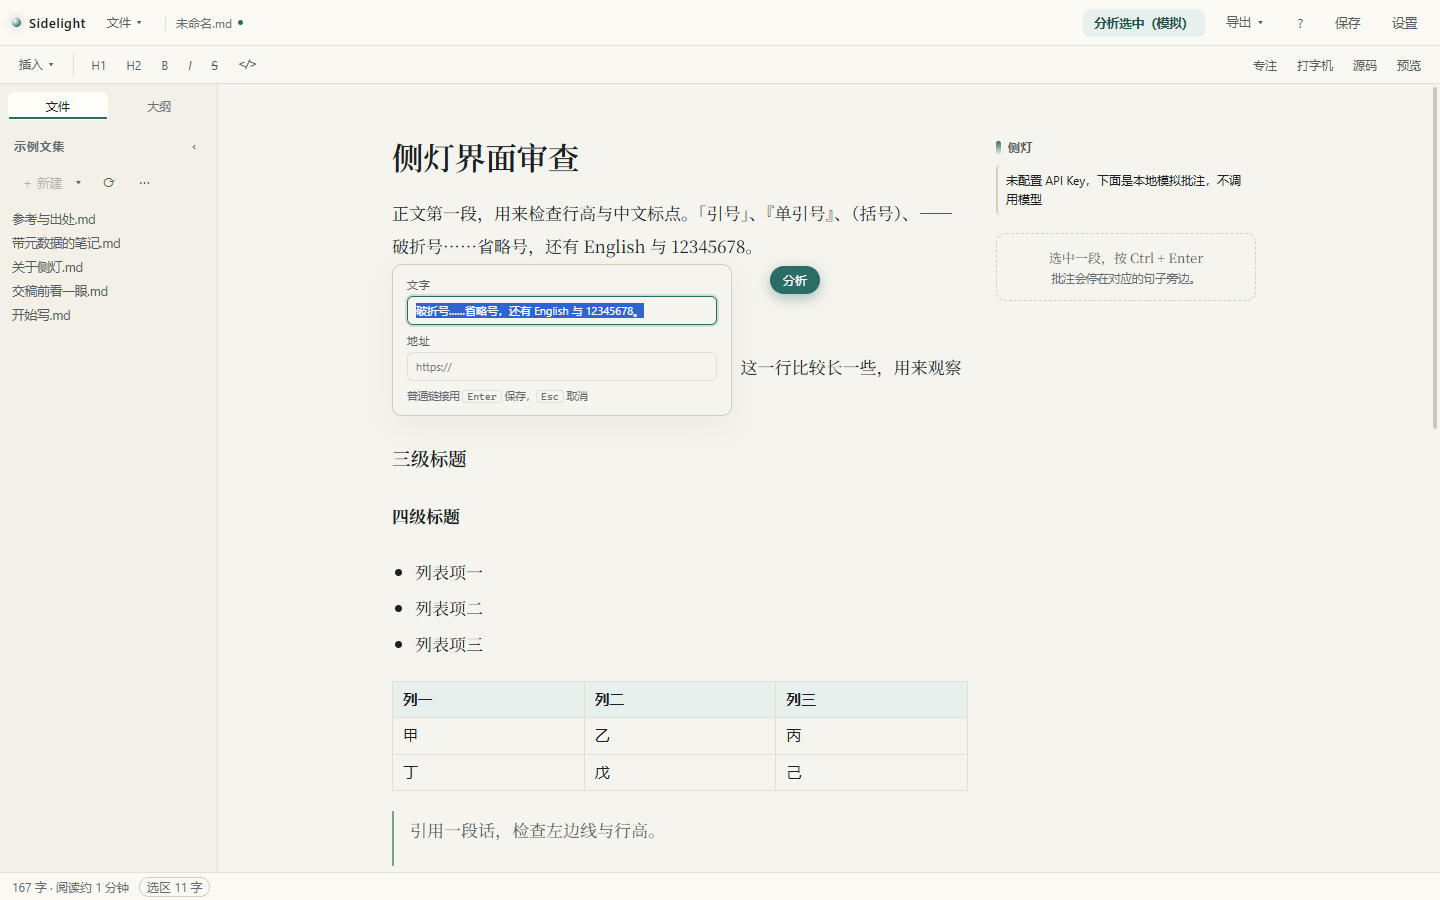 Sidelight 文件 未命名.md 分析选中（模拟） 导出 ? 保存 设置
插入 H1 H2 B I S </> 专注 打字机 源码 预览
文件 大纲
示例文集
+ 新建 ...
参考与出处.md
带元数据的笔记.md
关于侧灯.md
交稿前看一眼.md
开始写.md
侧灯界面审查
正文第一段，用来检查行高与中文标点。「引号」、『单引号』、（括号）、——
破折号……省略号，还有 English 与 12345678。
文字
破折号……省略号，还有 English 与 12345678。
分析
地址
https://
普通链接用 Enter 保存，Esc 取消
这一行比较长一些，用来观察
三级标题
四级标题
列表项一
列表项二
列表项三
列一 列二 列三
甲 乙 丙
丁 戊 己
引用一段话，检查左边线与行高。
侧灯
未配置 API Key，下面是本地模拟批注，不调
用模型
选中一段，按 Ctrl + Enter
批注会停在对应的句子旁边。
167 字 · 阅读约 1 分钟 选区 11 字